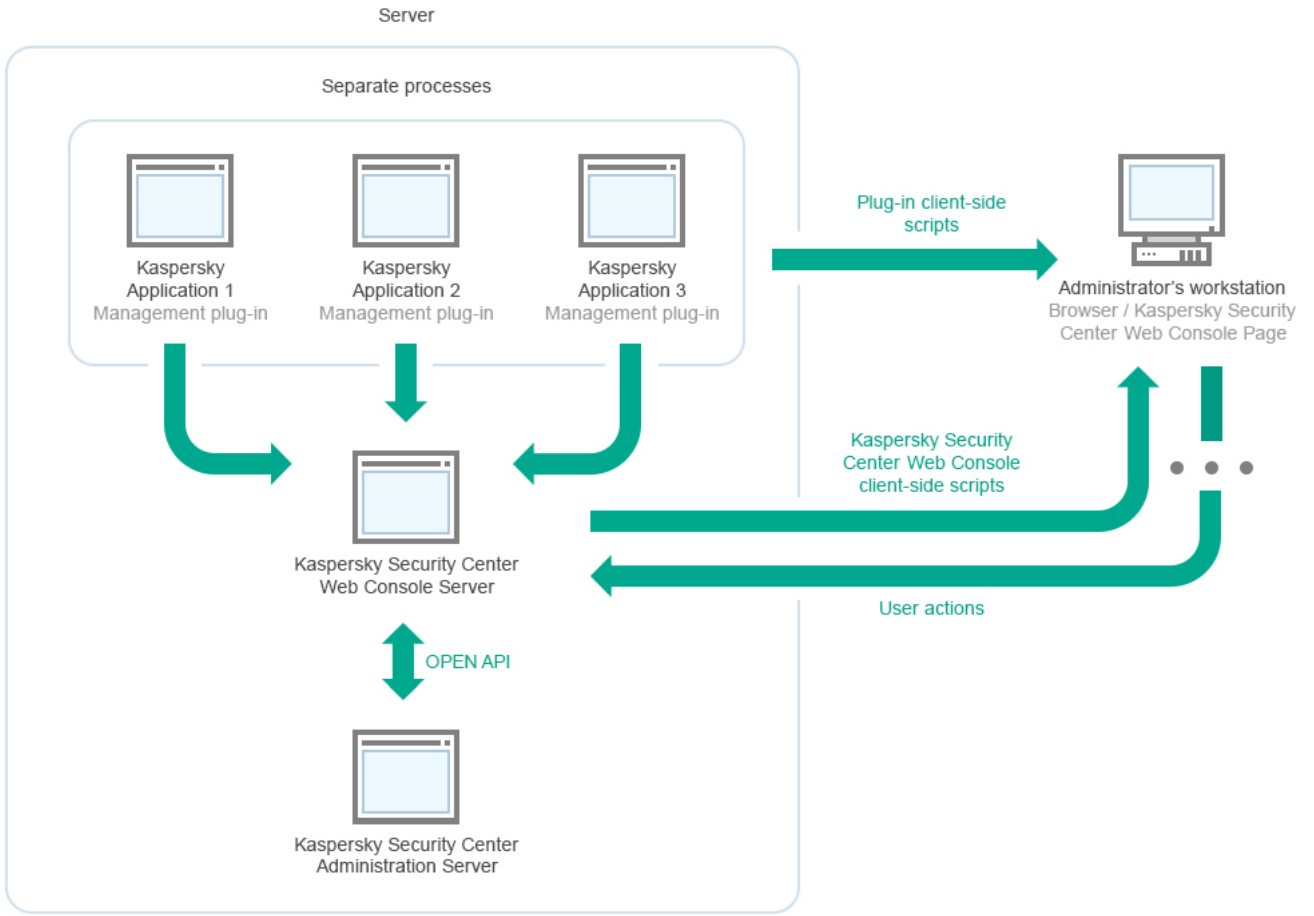 Server
Separate processes
Kaspersky
Application 1
Management plug-in
Kaspersky
Application 2
Management plug-in
Kaspersky
Application 3
Management plug-in
Plug-in client-side
scripts
Administrator's workstation
Browser / Kaspersky Security
Center Web Console Page
Kaspersky Security
Center Web Console
client-side scripts
Kaspersky Security Center
Web Console Server
User actions
OPEN API
Kaspersky Security Center
Administration Server